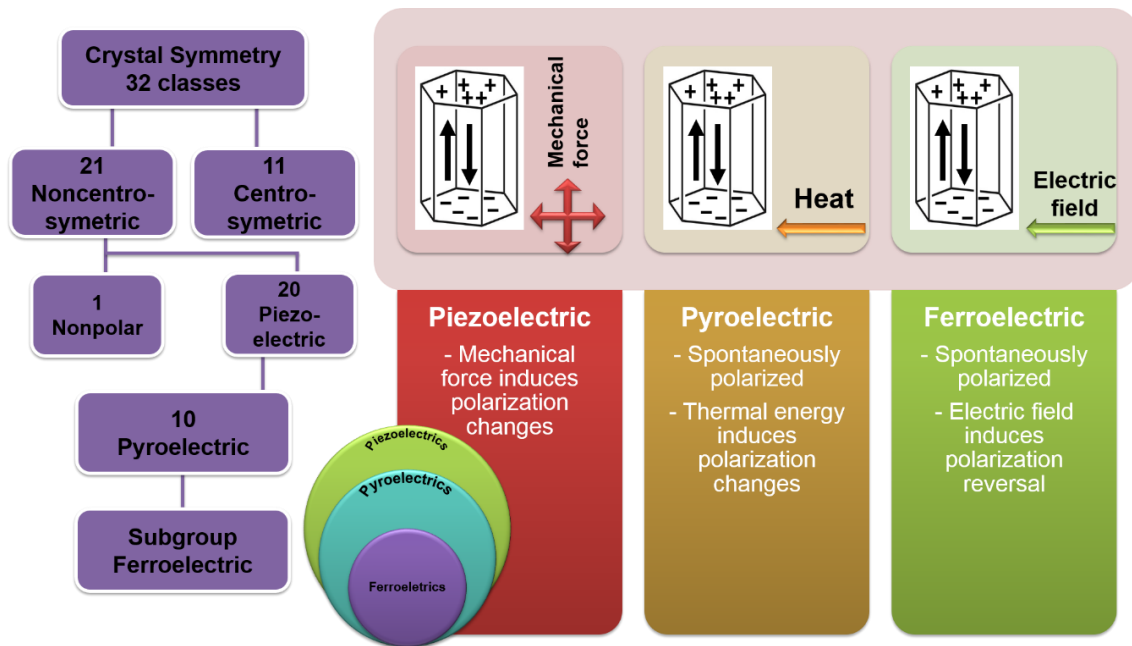 Crystal Symmetry
32 classes
21
Noncentro-
symetric
11
Centro-
symetric
1
Nonpolar
20
Piezo-
electric
10
Pyroelectric
Subgroup
Ferroelectric
Piezoelectrics
Pyroelectrics
Ferroeletrics
+ + + ++
Mechanical
force
+ + + ++
Heat
+ + + ++
Electric
field
Piezoelectric
- Mechanical
force induces
polarization
changes
Pyroelectric
- Spontaneously
polarized
- Thermal energy
induces
polarization
changes
Ferroelectric
- Spontaneously
polarized
- Electric field
induces
polarization
reversal